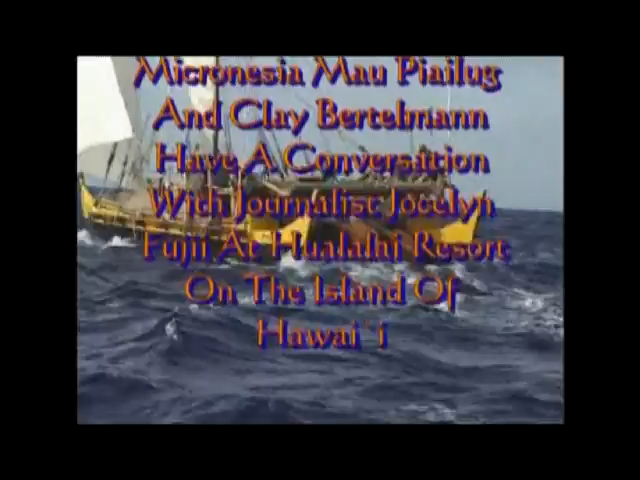 Micronesia Mau Piailug
And Clay Bertelmann
Have A Conversation
With Journalist Jocelyn
Fujii At Hualalai Resort
On The Island Of
Hawai`i